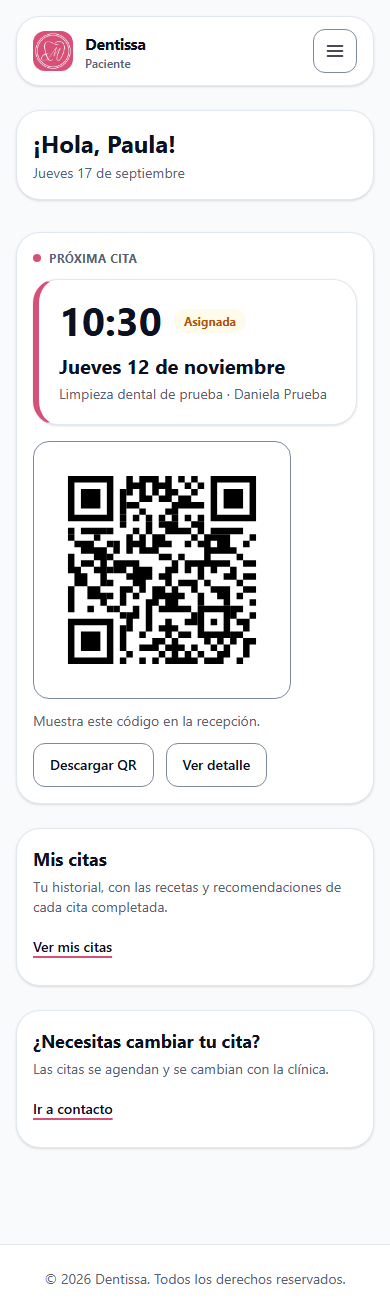 Dentissa
Paciente
¡Hola, Paula!
Jueves 17 de septiembre
PRÓXIMA CITA
10:30 Asignada
Jueves 12 de noviembre
Limpieza dental de prueba · Daniela Prueba
Muestra este código en la recepción.
Descargar QR Ver detalle
Mis citas
Tu historial, con las recetas y recomendaciones de
cada cita completada.
Ver mis citas
¿Necesitas cambiar tu cita?
Las citas se agendan y se cambian con la clínica.
Ir a contacto
© 2026 Dentissa. Todos los derechos reservados.